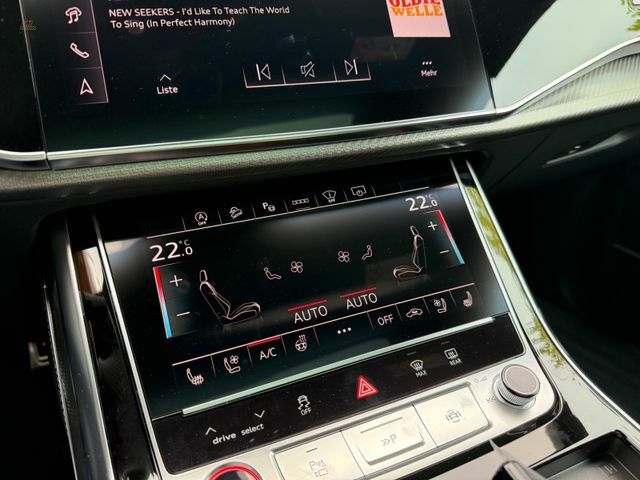 NEW SEEKERS - I'd Like To Teach The World
To Sing (In Perfect Harmony)
OLDIE
WELLE
Liste
Mehr
A
OFF
P
OFF
22.0
°C
22.0
°C
+
-
+
-
AUTO
AUTO
A/C
•••
OFF
drive select
OFF
MAX
REAR
>>P